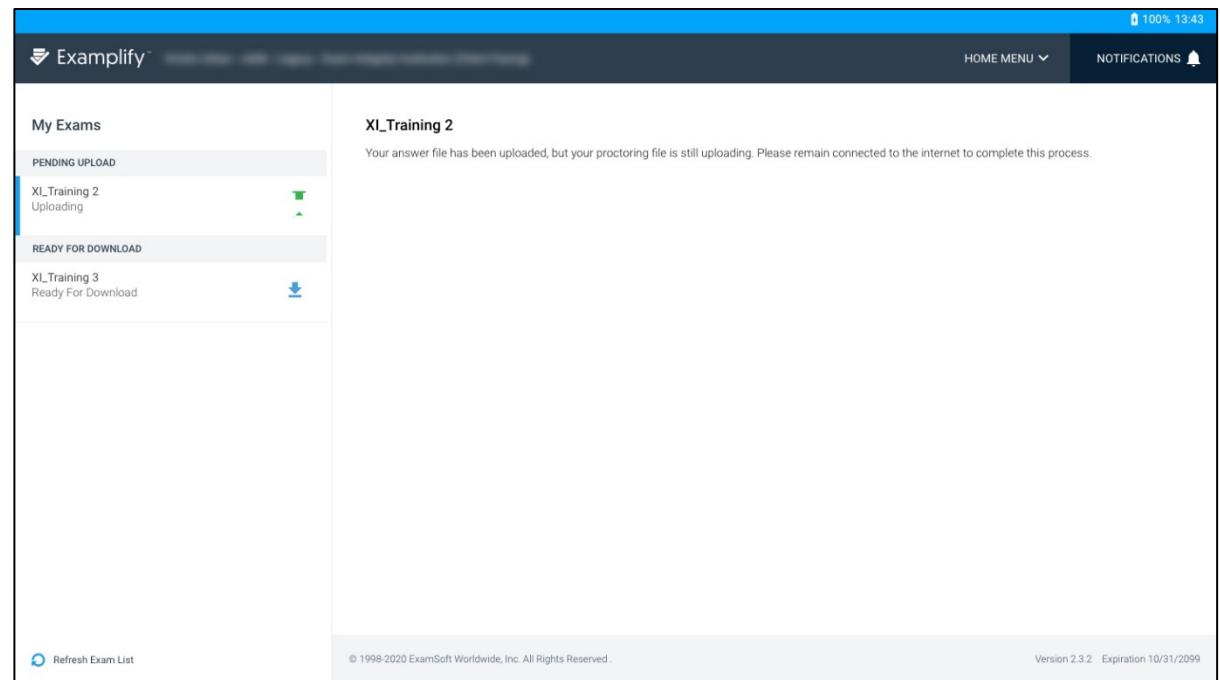 100% 13:43
Examplify
HOME MENU
NOTIFICATIONS
My Exams
PENDING UPLOAD
XI_Training 2
Uploading
READY FOR DOWNLOAD
XI_Training 3
Ready For Download
Refresh Exam List
XI_Training 2
Your answer file has been uploaded, but your proctoring file is still uploading. Please remain connected to the internet to complete this process.
© 1998-2020 ExamSoft Worldwide, Inc. All Rights Reserved .
Version 2.3.2 Expiration 10/31/2099